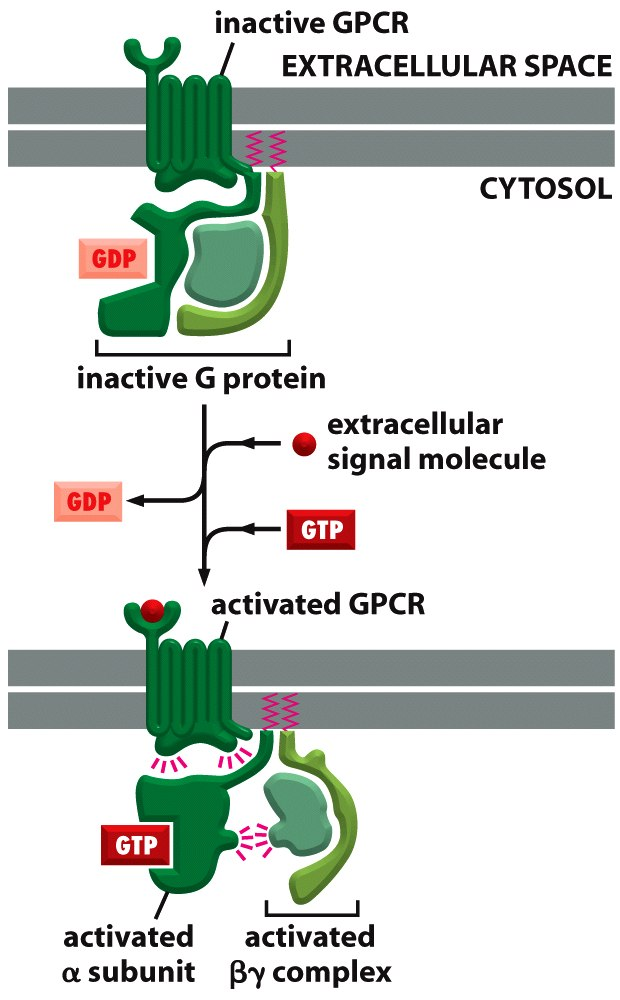 inactive GPCR
EXTRACELLULAR SPACE
CYTOSOL
GDP
inactive G protein
extracellular
signal molecule
GDP
GTP
activated GPCR
GTP
activated
α subunit
activated
βγ complex